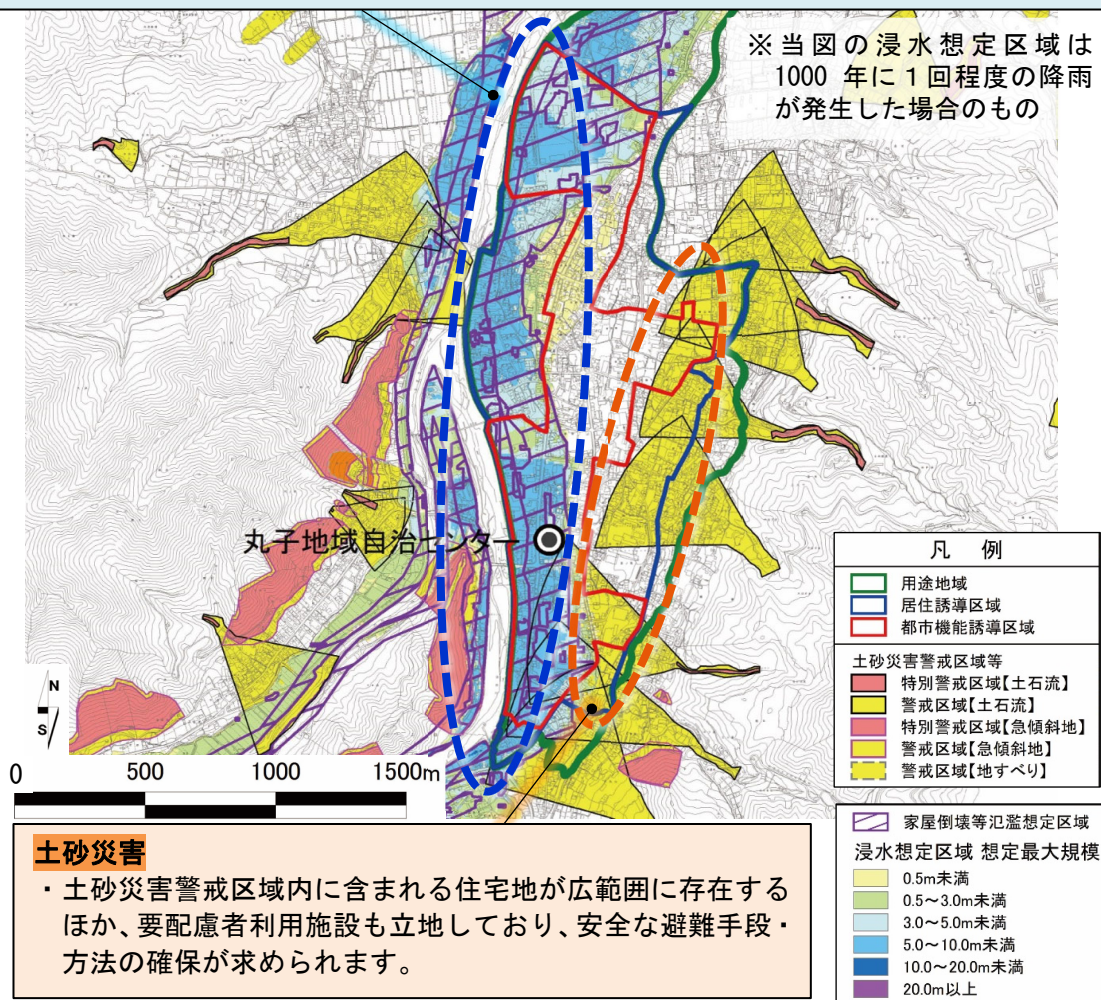 ※当図の浸水想定区域は
1000 年に１回程度の降雨
が発生した場合のもの
丸子地域自治センター
N
S
0 500 1000 1500m
凡 例
用途地域
居住誘導区域
都市機能誘導区域
土砂災害警戒区域等
特別警戒区域【土石流】
警戒区域【土石流】
特別警戒区域【急傾斜地】
警戒区域【急傾斜地】
警戒区域【地すべり】
家屋倒壊等氾濫想定区域
浸水想定区域 想定最大規模
0.5m未満
0.5～3.0m未満
3.0～5.0m未満
5.0～10.0m未満
10.0～20.0m未満
20.0m以上
土砂災害
・土砂災害警戒区域内に含まれる住宅地が広範囲に存在する
ほか、要配慮者利用施設も立地しており、安全な避難手段・
方法の確保が求められます。